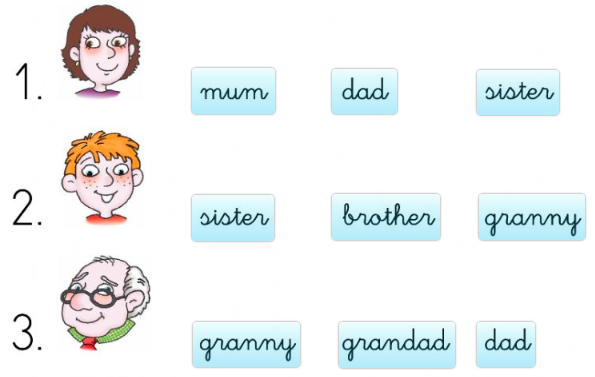 1. mum dad sister
2. sister brother granny
3. granny grandad dad